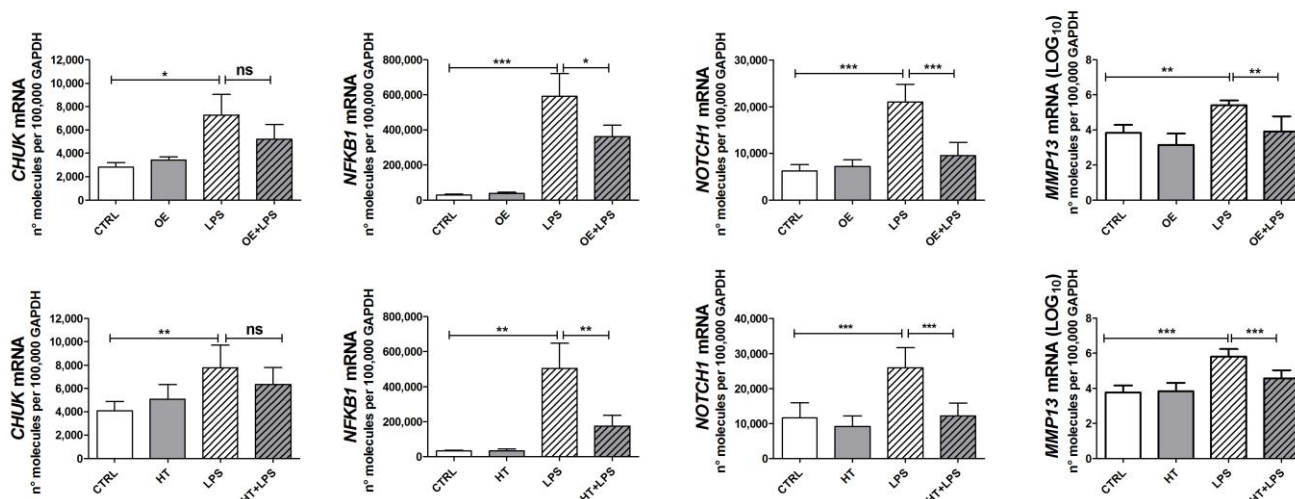 CHUK mRNA
n° molecules per 100,000 GAPDH
12,000
10,000
8,000
6,000
4,000
2,000
0
*
ns
CTRL
OE
LPS
OE+LPS
NFKB1 mRNA
n° molecules per 100,000 GAPDH
800,000
600,000
400,000
200,000
0
***
*
CTRL
OE
LPS
OE+LPS
NOTCH1 mRNA
n° molecules per 100,000 GAPDH
30,000
20,000
10,000
0
***
***
CTRL
OE
LPS
OE+LPS
MMP13 mRNA (LOG10)
n° molecules per 100,000 GAPDH
8
6
4
2
0
**
**
CTRL
OE
LPS
OE+LPS
CHUK mRNA
n° molecules per 100,000 GAPDH
12,000
10,000
8,000
6,000
4,000
2,000
0
**
ns
CTRL
HT
LPS
HT+LPS
NFKB1 mRNA
n° molecules per 100,000 GAPDH
800,000
600,000
400,000
200,000
0
**
**
CTRL
HT
LPS
HT+LPS
NOTCH1 mRNA
n° molecules per 100,000 GAPDH
40,000
30,000
20,000
10,000
0
***
***
CTRL
HT
LPS
HT+LPS
MMP13 mRNA (LOG10)
n° molecules per 100,000 GAPDH
8
6
4
2
0
***
***
CTRL
HT
LPS
HT+LPS